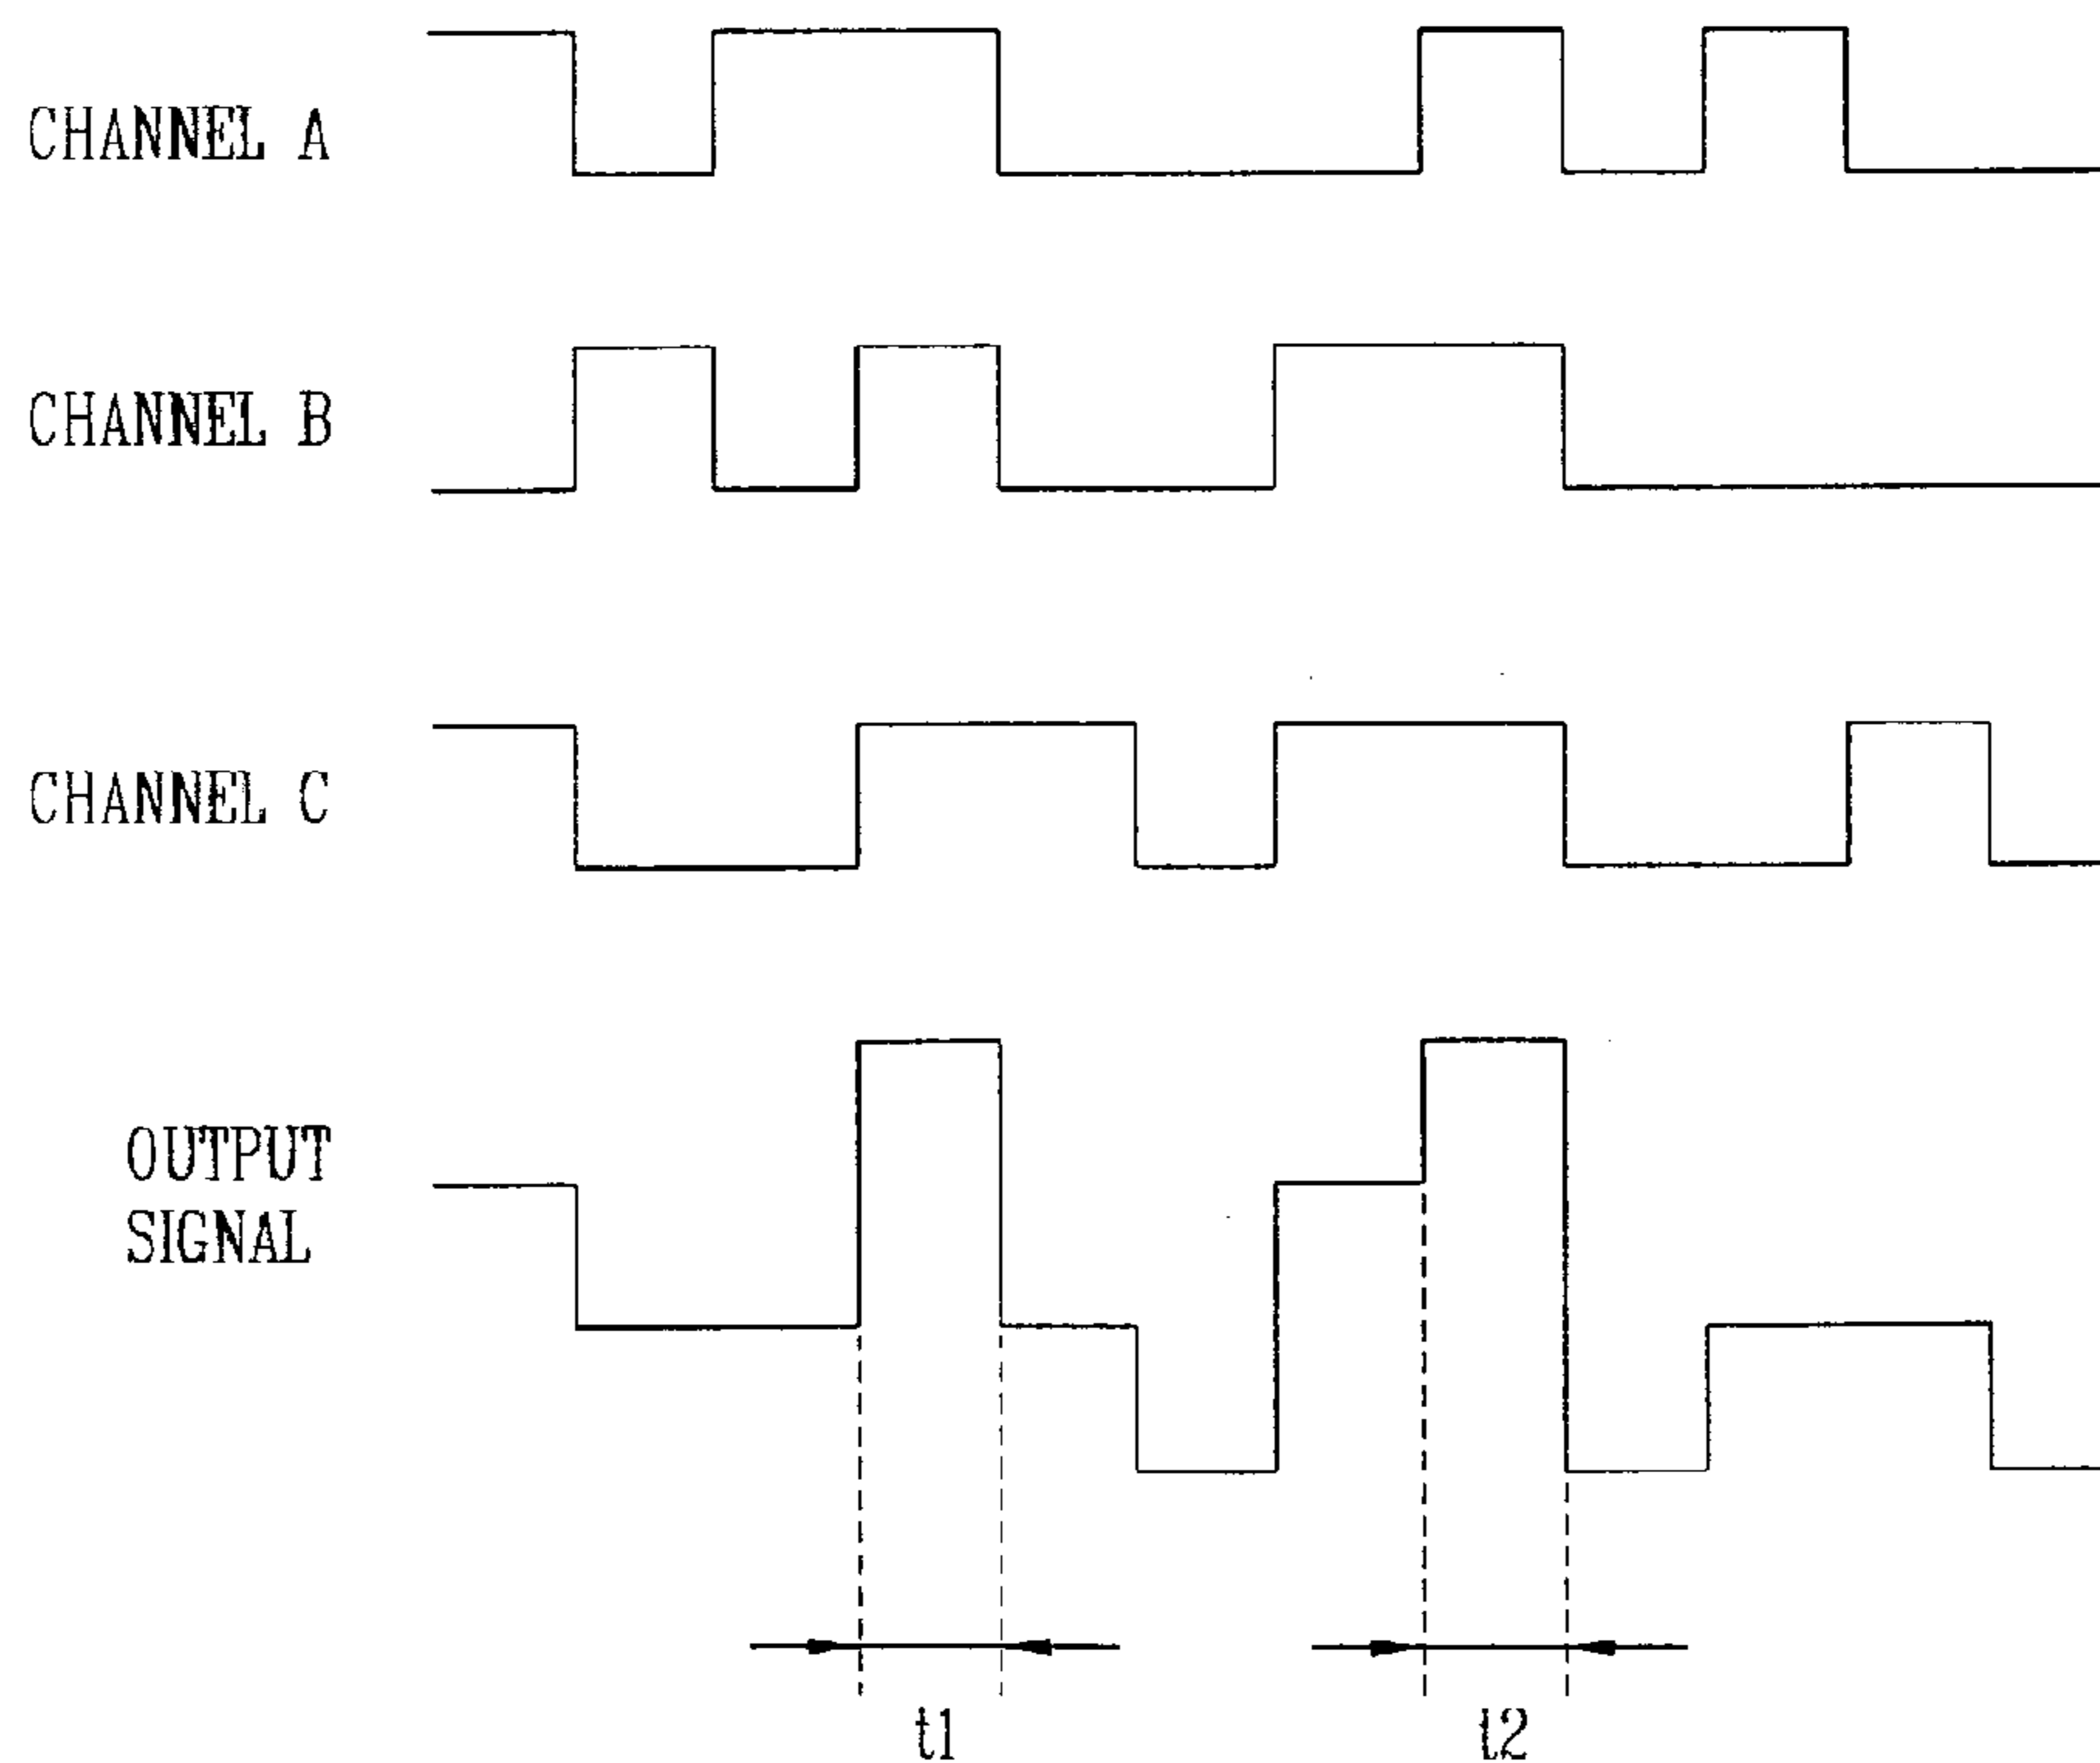 CHANNEL A
CHANNEL B
CHANNEL C
OUTPUT
SIGNAL
t1
t2